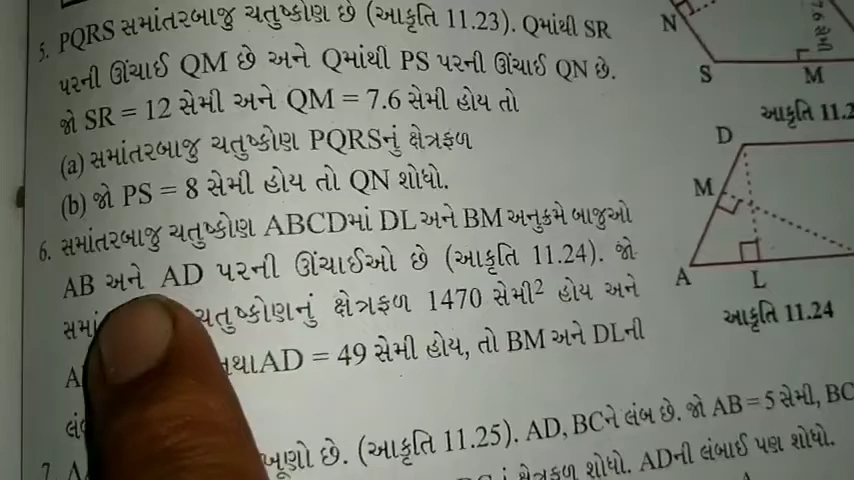 5. PQRS સમાંતરબાજુ ચતુષ્કોણ છે (આકૃતિ 11.23). Qમાંથી SR
પરની ઊંચાઈ QM છે અને Qમાંથી PS પરની ઊંચાઈ QN છે.
જો SR = 12 સેમી અને QM = 7.6 સેમી હોય તો
(a) સમાંતરબાજુ ચતુષ્કોણ PQRSનું ક્ષેત્રફળ
(b) જો PS = 8 સેમી હોય તો QN શોધો.
6. સમાંતરબાજુ ચતુષ્કોણ ABCDમાં DL અને BM અનુક્રમે બાજુઓ
AB અને AD પરની ઊંચાઈઓ છે (આકૃતિ 11.24). જો
ચતુષ્કોણનું ક્ષેત્રફળ 1470 સેમી² હોય અને
AD = 49 સેમી હોય, તો BM અને DLની
7.
ખૂણો છે. (આકૃતિ 11.25). AD, BCને લંબ છે. જો AB = 5 સેમી, BC
ક્ષેત્રફળ શોધો. ADની લંબાઈ પણ શોધો.
N
7.6 સેમી
S
M
આકૃતિ 11.2
D
M
A
L
આકૃતિ 11.24